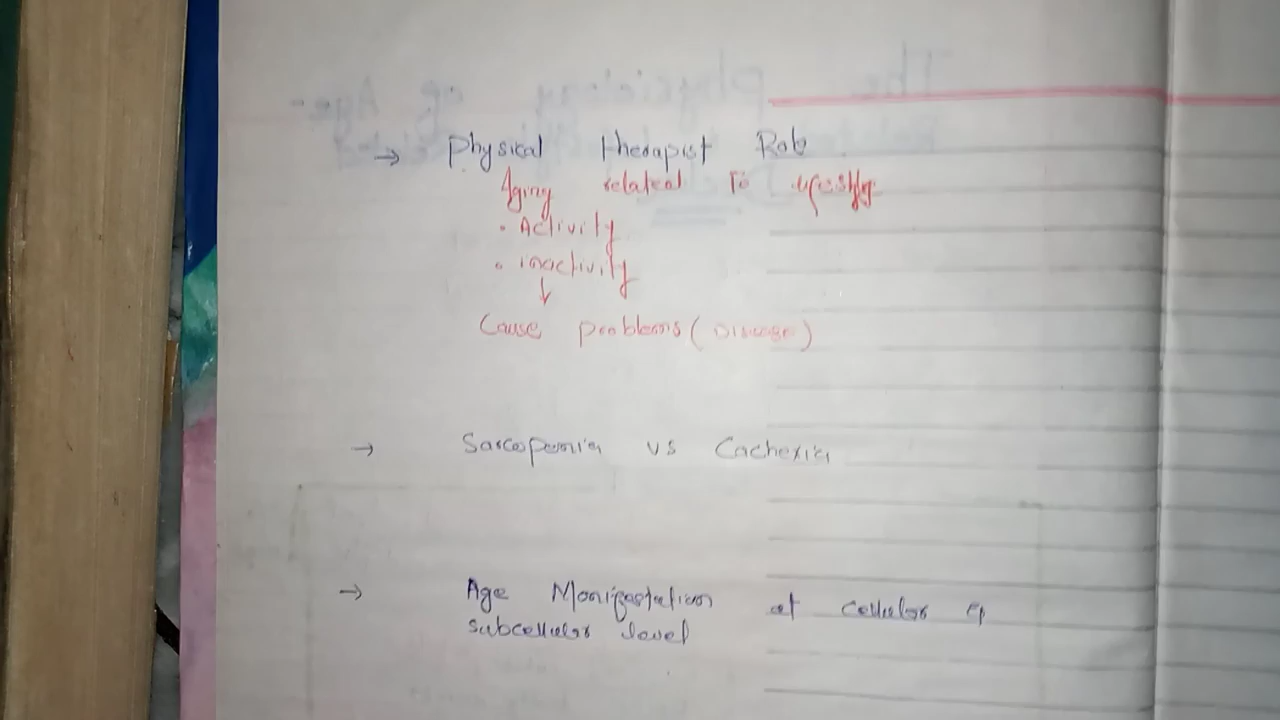 → Physical therapist Role
Aging related to lifestyle
• Activity
• inactivity
↓
Cause problems (Disease)
→ Sarcopenia vs Cachexia
→ Age Manifestation at cellular &
subcellular level